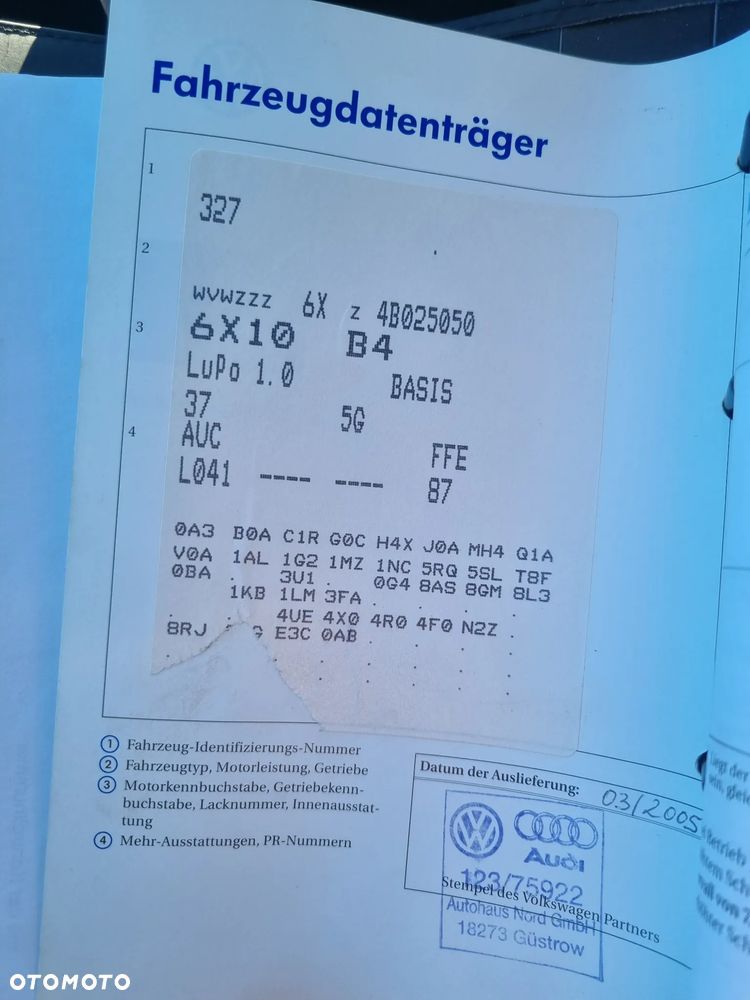 Fahrzeugdatenträger
1
327
2
WVWZZZ 6X Z 4B025050
3
6X10 B4
LuPo 1.0 BASIS
37 5G
4
AUC FFE
L041 ---- ---- 87
0A3 B0A C1R G0C H4X J0A MH4 Q1A
V0A 1AL 1G2 1MZ 1NC 5RQ 5SL T8F
0BA . 3U1 . 0G4 8AS 8GM 8L3
1KB 1LM 3FA . . . .
. . 4UE 4X0 4R0 4F0 N2Z .
8RJ E3C 0AB . . . .
1 Fahrzeug-Identifizierungs-Nummer
2 Fahrzeugtyp, Motorleistung, Getriebe
3 Motorkennbuchstabe, Getriebekenn-
buchstabe, Lacknummer, Innenausstat-
tung
4 Mehr-Ausstattungen, PR-Nummern
Datum der Auslieferung:
03/2005
Audi
123/75922
Stempel des Volkswagen Partners
Autohaus Nord GmbH
18273 Güstrow
liegt der
Betrieb
OTOMOTO